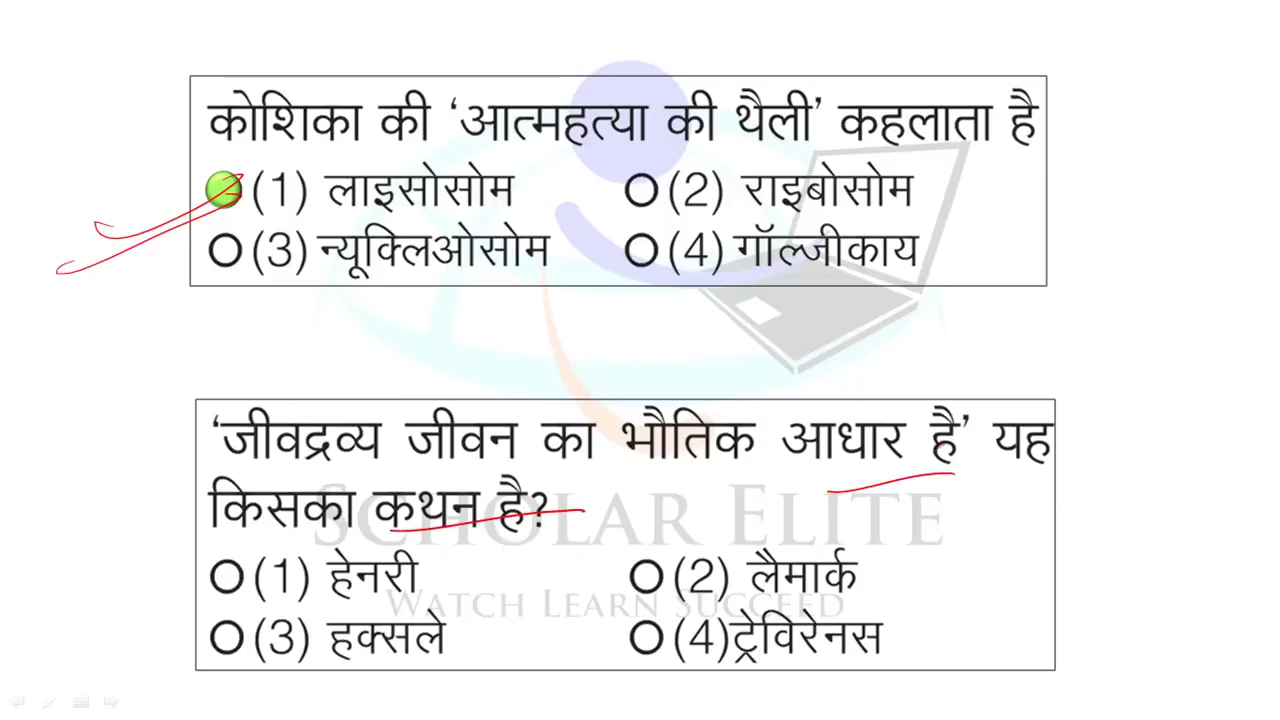 कोशिका की ‘आत्महत्या की थैली’ कहलाता है
(1) लाइसोसोम (2) राइबोसोम
(3) न्यूक्लिओसोम (4) गॉल्जीकाय
‘जीवद्रव्य जीवन का भौतिक आधार है’ यह
किसका कथन है?
SCHOLAR ELITE
(1) हेनरी (2) लैमार्क
WATCH LEARN SUCCEED
(3) हक्सले (4)ट्रेविरेनस